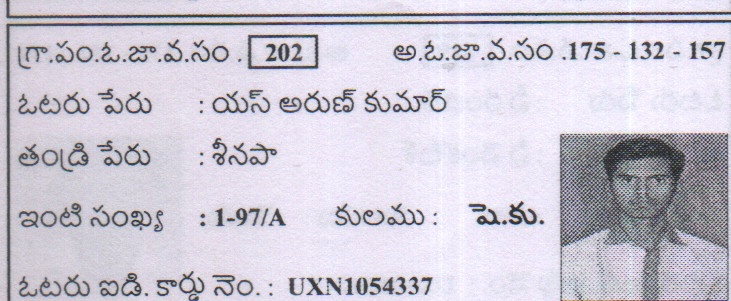 గ్రా.పం.ఓ.జా.వ.సం. 202 అ.ఓ.జా.వ.సం :175 - 132 - 157
ఓటరు పేరు : యస్ అరుణ్ కుమార్
తండ్రి పేరు : శీనపా
ఇంటి సంఖ్య : 1-97/A కులము : షె.కు.
ఓటరు ఐడి. కార్డు నెం. : UXN1054337